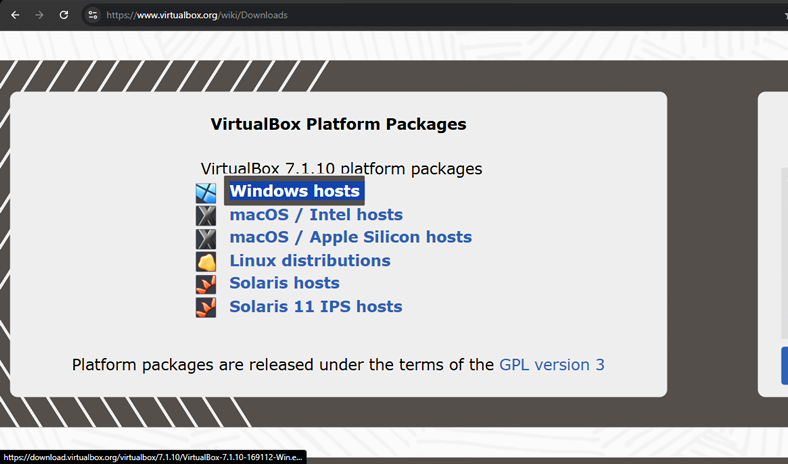 https://www.virtualbox.org/wiki/Downloads
VirtualBox Platform Packages
VirtualBox 7.1.10 platform packages
Windows hosts
macOS / Intel hosts
macOS / Apple Silicon hosts
Linux distributions
Solaris hosts
Solaris 11 IPS hosts
Platform packages are released under the terms of the GPL version 3
https://download.virtualbox.org/virtualbox/7.1.10/VirtualBox-7.1.10-169112-Win.e...